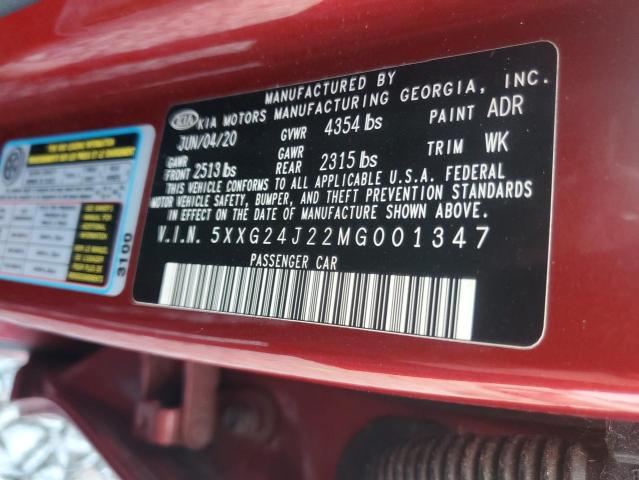 MANUFACTURED BY
KIA KIA MOTORS MANUFACTURING GEORGIA, INC.
JUN/04/20 GVWR 4354 lbs PAINT ADR
GAWR FRONT 2513 lbs GAWR REAR 2315 lbs TRIM WK
THIS VEHICLE CONFORMS TO ALL APPLICABLE U.S.A. FEDERAL
MOTOR VEHICLE SAFETY, BUMPER, AND THEFT PREVENTION STANDARDS
IN EFFECT ON THE DATE OF MANUFACTURE SHOWN ABOVE.
V.I.N. 5XXG24J22MG001347
PASSENGER CAR
3100